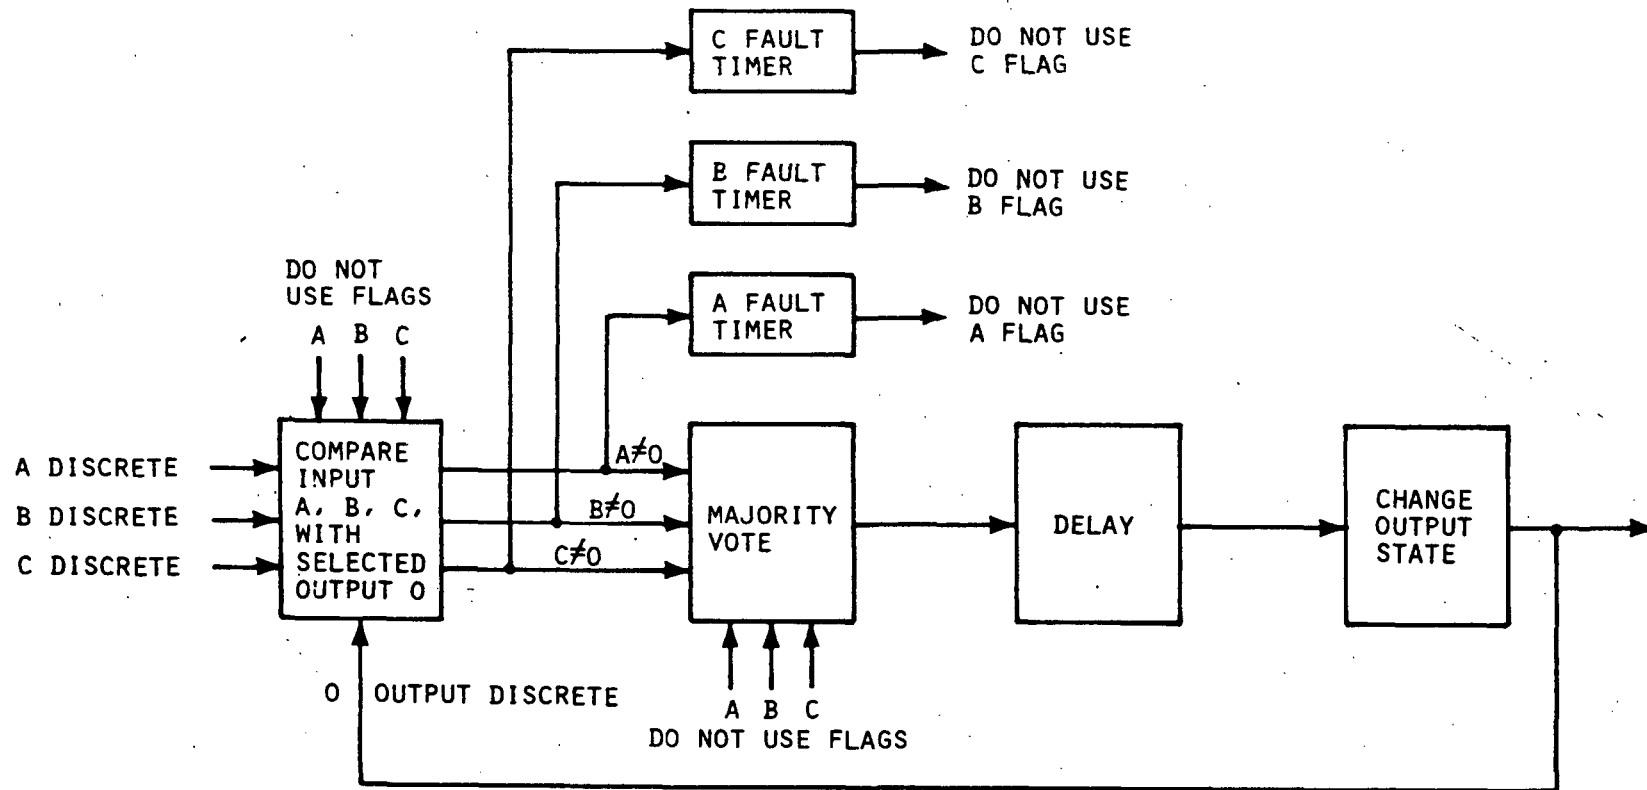 C FAULT
TIMER
DO NOT USE
C FLAG
B FAULT
TIMER
DO NOT USE
B FLAG
DO NOT
USE FLAGS
A B C
A FAULT
TIMER
DO NOT USE
A FLAG
A DISCRETE
B DISCRETE
C DISCRETE
COMPARE
INPUT
A, B, C,
WITH
SELECTED
OUTPUT O
A≠O
B≠O
C≠O
MAJORITY
VOTE
DELAY
CHANGE
OUTPUT
STATE
O OUTPUT DISCRETE
A B C
DO NOT USE FLAGS